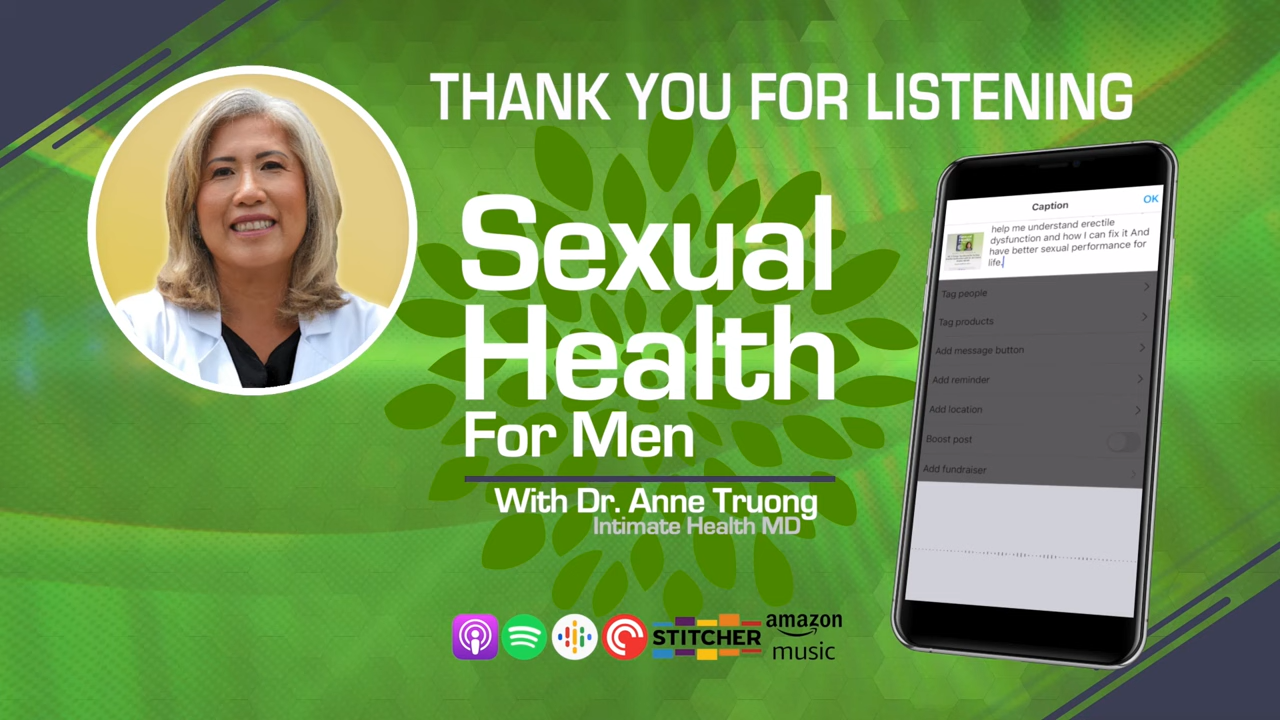 THANK YOU FOR LISTENING
Sexual
Health
For Men
With Dr. Anne Truong
Intimate Health MD
Caption
OK
help me understand erectile
dysfunction and how I can fix it And
have better sexual performance for
life.
Tag people
Tag products
Add message button
Add reminder
Add location
Boost post
Add fundraiser
STITCHER
amazon
music